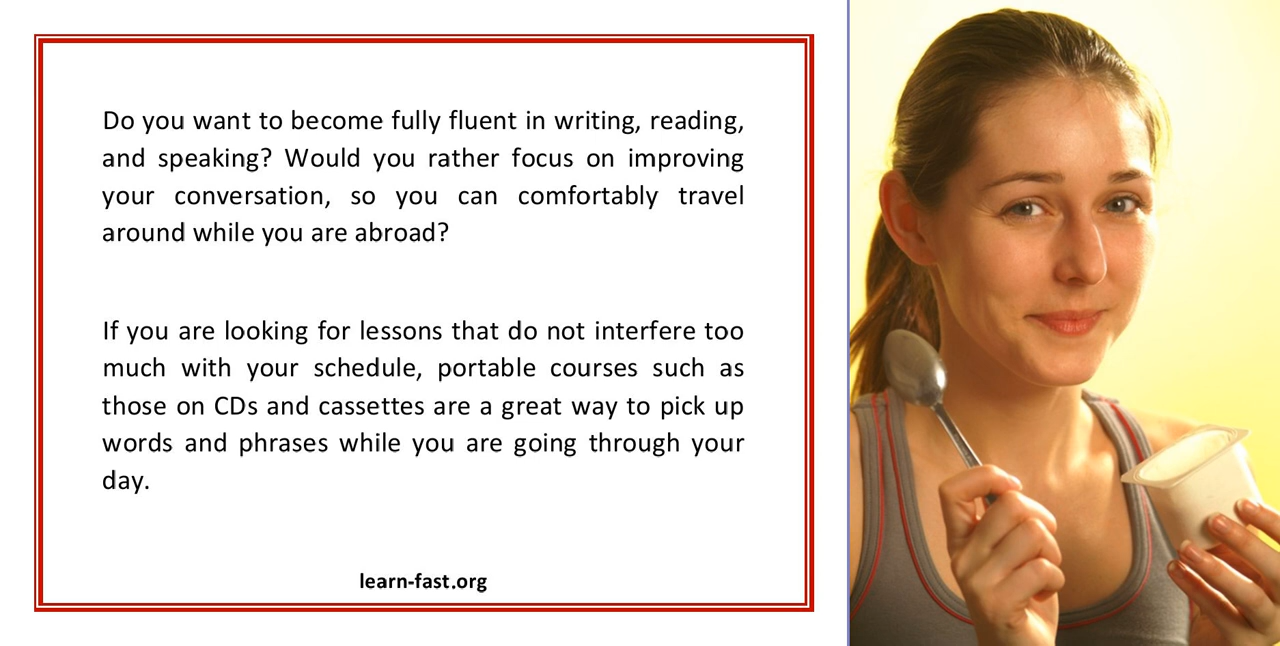 Do you want to become fully fluent in writing, reading,
and speaking? Would you rather focus on improving
your conversation, so you can comfortably travel
around while you are abroad?
If you are looking for lessons that do not interfere too
much with your schedule, portable courses such as
those on CDs and cassettes are a great way to pick up
words and phrases while you are going through your
day.
learn-fast.org